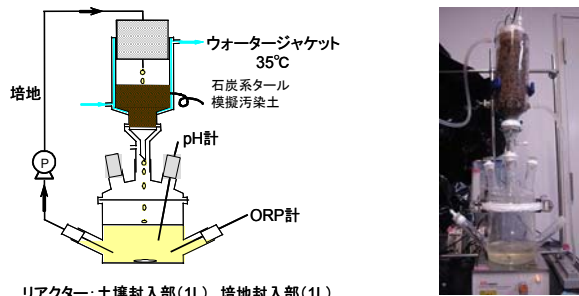 ウォータージャケット
35℃
培地
石炭系タール
模擬汚染土
pH計
P
ORP計
リアクター：土壌封入部(1L)、培地封入部(1L)